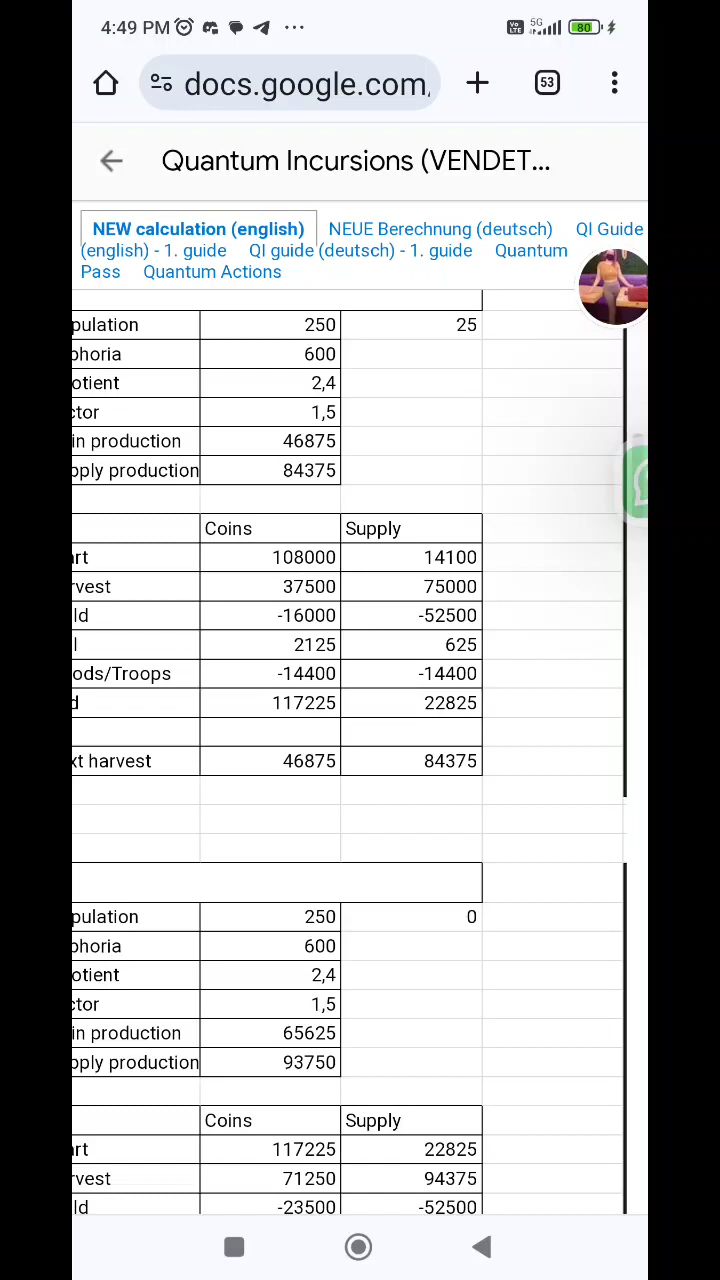 4:49 PM ... Vo LTE 5G 80
docs.google.com, 53
Quantum Incursions (VENDET...
NEW calculation (english) NEUE Berechnung (deutsch) QI Guide
(english) - 1. guide QI guide (deutsch) - 1. guide Quantum
Pass Quantum Actions
pulation 250 25
phoria 600
otient 2,4
ctor 1,5
in production 46875
pply production 84375
Coins Supply
art 108000 14100
rvest 37500 75000
ld -16000 -52500
l 2125 625
ods/Troops -14400 -14400
d 117225 22825
xt harvest 46875 84375
pulation 250 0
phoria 600
otient 2,4
ctor 1,5
in production 65625
pply production 93750
Coins Supply
art 117225 22825
rvest 71250 94375
ld -23500 -52500